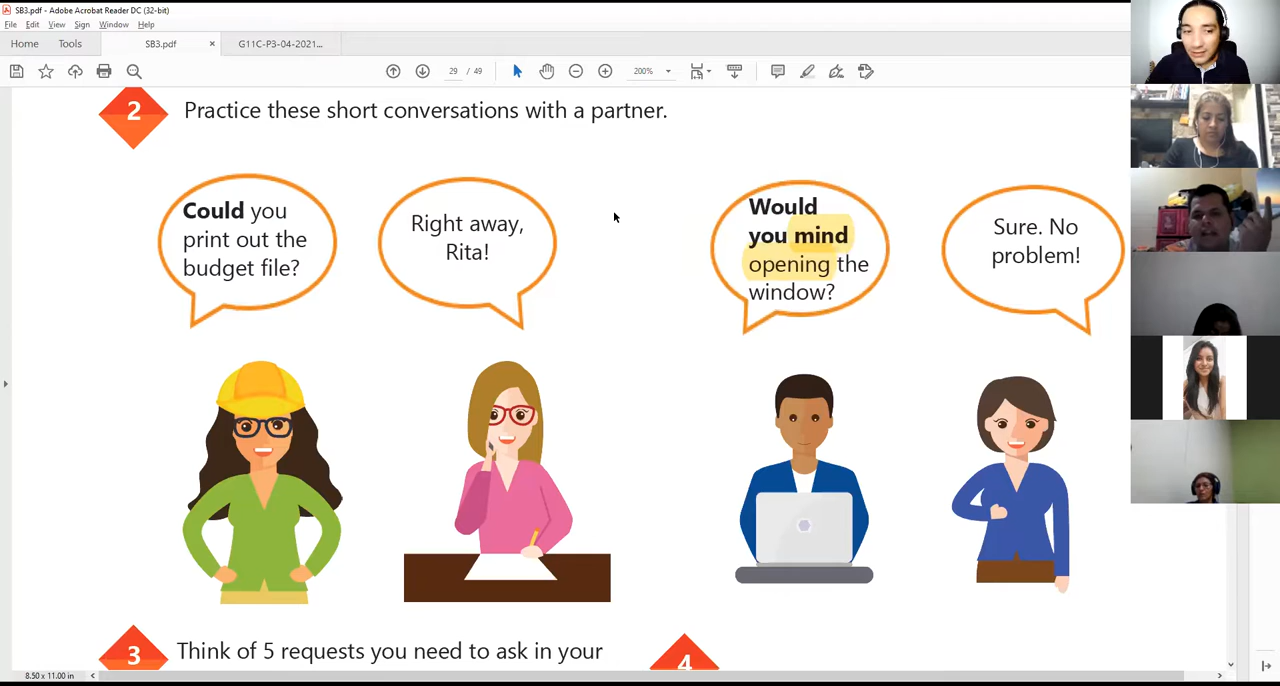 SB3.pdf - Adobe Acrobat Reader DC (32-bit)
File Edit View Sign Window Help
Home Tools SB3.pdf × G11C-P3-04-2021...
29 / 49 200%
2 Practice these short conversations with a partner.
Could you
print out the
budget file?
Right away,
Rita!
Would
you mind
opening the
window?
Sure. No
problem!
3 Think of 5 requests you need to ask in your
4
8.50 x 11.00 in